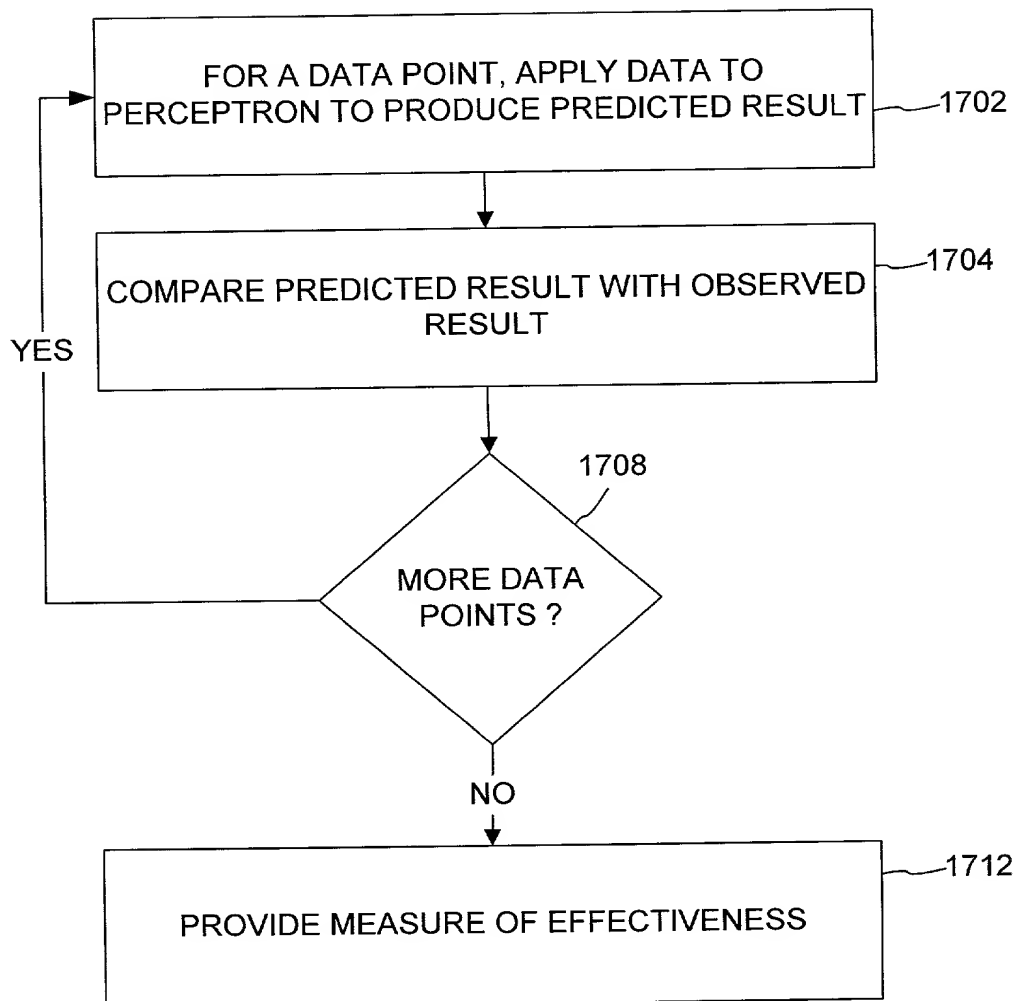 FOR A DATA POINT, APPLY DATA TO
PERCEPTRON TO PRODUCE PREDICTED RESULT
1702
COMPARE PREDICTED RESULT WITH OBSERVED
RESULT
1704
YES
1708
MORE DATA
POINTS ?
NO
1712
PROVIDE MEASURE OF EFFECTIVENESS